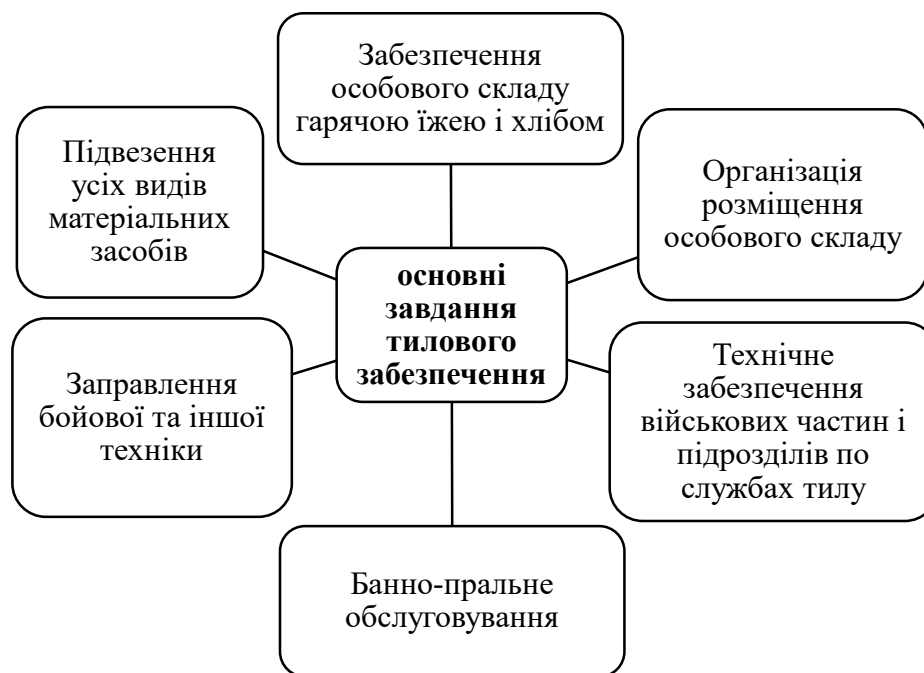 Забезпечення
особового складу
гарячою їжею і хлібом
Підвезення
усіх видів
матеріальних
засобів
Організація
розміщення
особового складу
основні
завдання
тилового
забезпечення
Заправлення
бойової та іншої
техніки
Технічне
забезпечення
військових частин і
підрозділів по
службах тилу
Банно-пральне
обслуговування